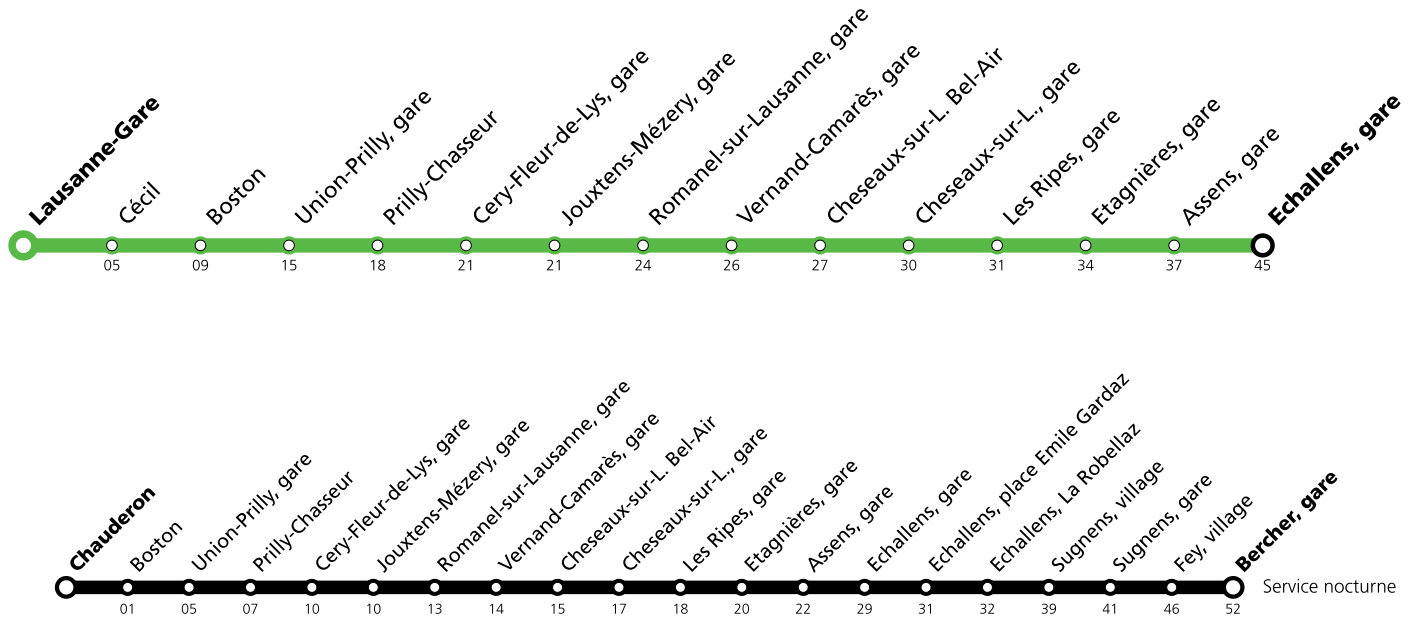 Lausanne-Gare
Cécil
Boston
Union-Prilly, gare
Prilly-Chasseur
Cery-Fleur-de-Lys, gare
Jouxtens-Mézery, gare
Romanel-sur-Lausanne, gare
Vernand-Camarès, gare
Cheseaux-sur-L. Bel-Air
Cheseaux-sur-L., gare
Les Ripes, gare
Etagnières, gare
Assens, gare
Echallens, gare
05 09 15 18 21 21 24 26 27 30 31 34 37 45
Chauderon
Boston
Union-Prilly, gare
Prilly-Chasseur
Cery-Fleur-de-Lys, gare
Jouxtens-Mézery, gare
Romanel-sur-Lausanne, gare
Vernand-Camarès, gare
Cheseaux-sur-L. Bel-Air
Cheseaux-sur-L., gare
Les Ripes, gare
Etagnières, gare
Assens, gare
Echallens, gare
Echallens, place Emile Gardaz
Echallens, La Robellaz
Sugnens, village
Sugnens, gare
Fey, village
Bercher, gare
Service nocturne
01 05 07 10 10 13 14 15 17 18 20 22 29 31 32 39 41 46 52